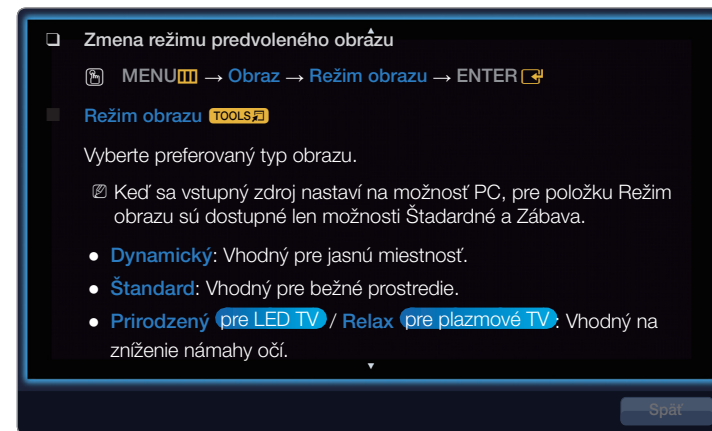 Zmena režimu predvoleného obrazu
MENU → Obraz → Režim obrazu → ENTER
Režim obrazu TOOLS
Vyberte preferovaný typ obrazu.
Keď sa vstupný zdroj nastaví na možnosť PC, pre položku Režim
obrazu sú dostupné len možnosti Štadardné a Zábava.
● Dynamický: Vhodný pre jasnú miestnosť.
● Štandard: Vhodný pre bežné prostredie.
● Prirodzený pre LED TV / Relax pre plazmové TV: Vhodný na
zníženie námahy očí.
Späť